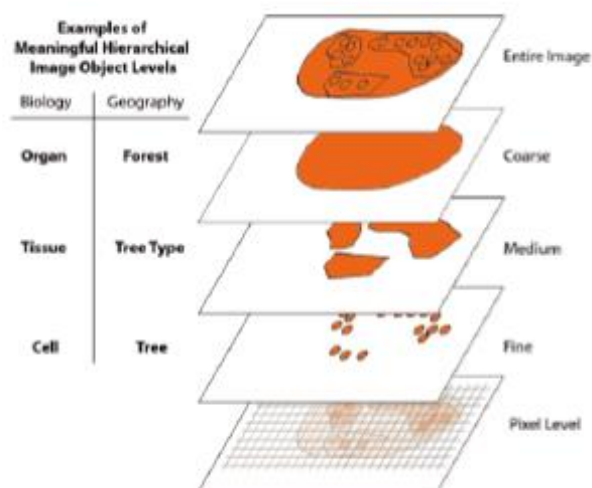 Examples of
Meaningful Hierarchical
Image Object Levels
Biology Geography
Entire Image
Organ Forest Coarse
Tissue Tree Type Medium
Cell Tree Fine
Pixel Level